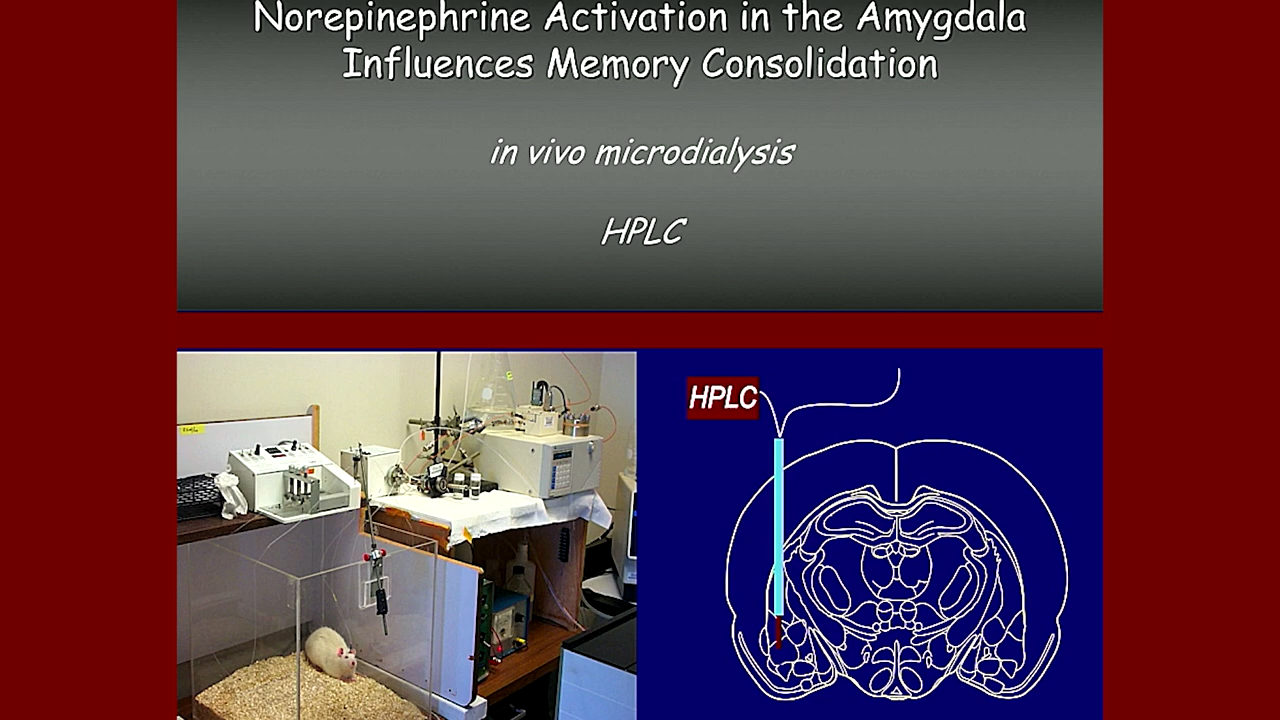 Norepinephrine Activation in the Amygdala
Influences Memory Consolidation
in vivo microdialysis
HPLC
HPLC